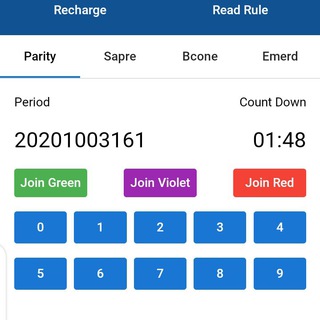 Recharge Read Rule
Parity Sapre Bcone Emerd
Period Count Down
20201003161 01:48
Join Green Join Violet Join Red
0 1 2 3 4
5 6 7 8 9